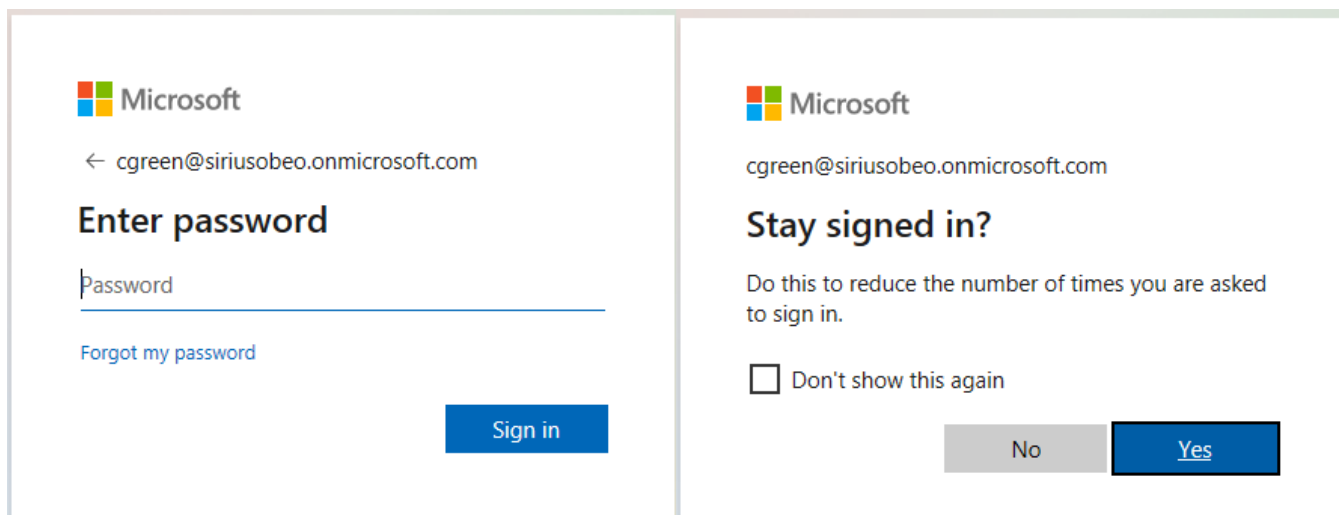 Microsoft
← cgreen@siriusobeo.onmicrosoft.com
Enter password
Password
Forgot my password
Sign in
Microsoft
cgreen@siriusobeo.onmicrosoft.com
Stay signed in?
Do this to reduce the number of times you are asked
to sign in.
Don't show this again
No
Yes